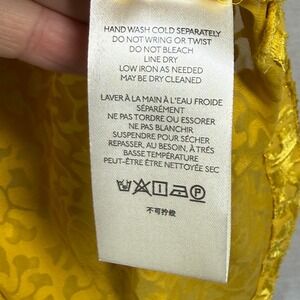 HAND WASH COLD SEPARATELY
DO NOT WRING OR TWIST
DO NOT BLEACH
LINE DRY
LOW IRON AS NEEDED
MAY BE DRY CLEANED
LAVER À LA MAIN À L'EAU FROIDE
SÉPARÉMENT
NE PAS TORDRE OU ESSORER
NE PAS BLANCHIR
SUSPENDRE POUR SÉCHER
REPASSER, AU BESOIN, À
BASSE TEMPÉRATURE
PEUT-ÊTRE ÊTRE NETTOYÉ SEC
P
不可拧绞